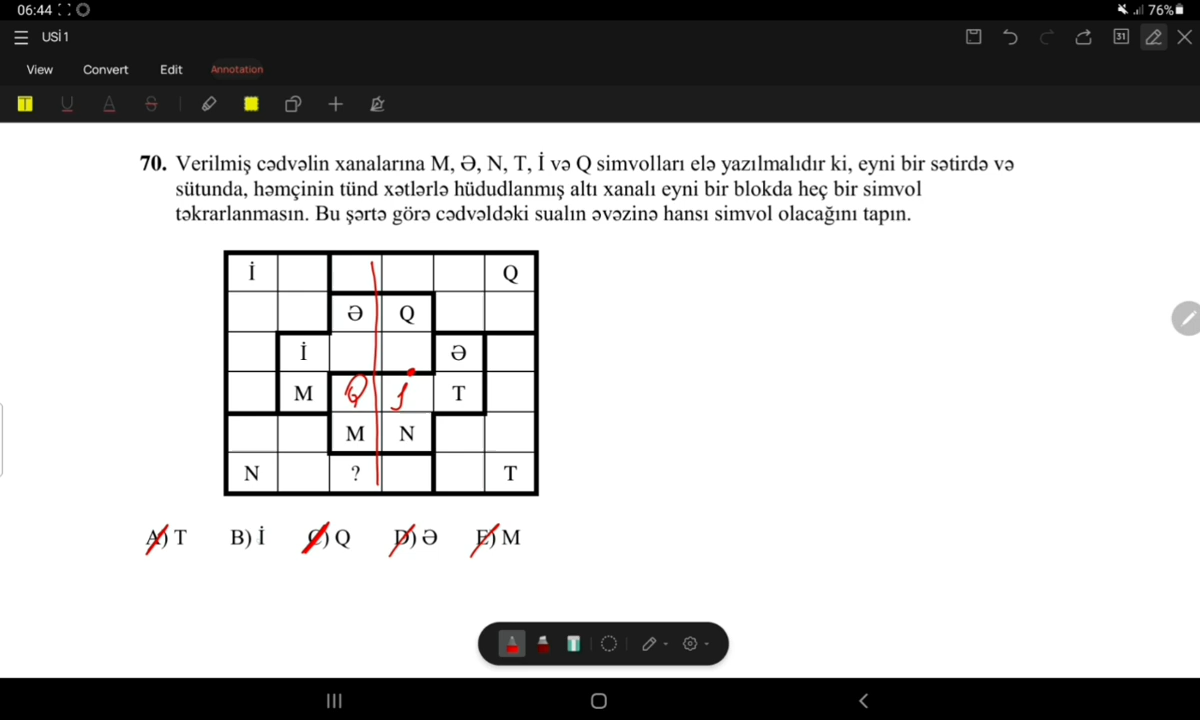 06:44
76%
USİ 1
31
View Convert Edit Annotation
T U A S
70. Verilmiş cədvəlin xanalarına M, Ə, N, T, İ və Q simvolları elə yazılmalıdır ki, eyni bir sətirdə və
sütunda, həmçinin tünd xətlərlə hüdudlanmış altı xanalı eyni bir blokda heç bir simvol
təkrarlanmasın. Bu şərtə görə cədvəldəki sualın əvəzinə hansı simvol olacağını tapın.
İ Q
Ə Q
İ Ə
M Q İ T
M N
N ? T
A) T B) İ C) Q D) Ə E) M